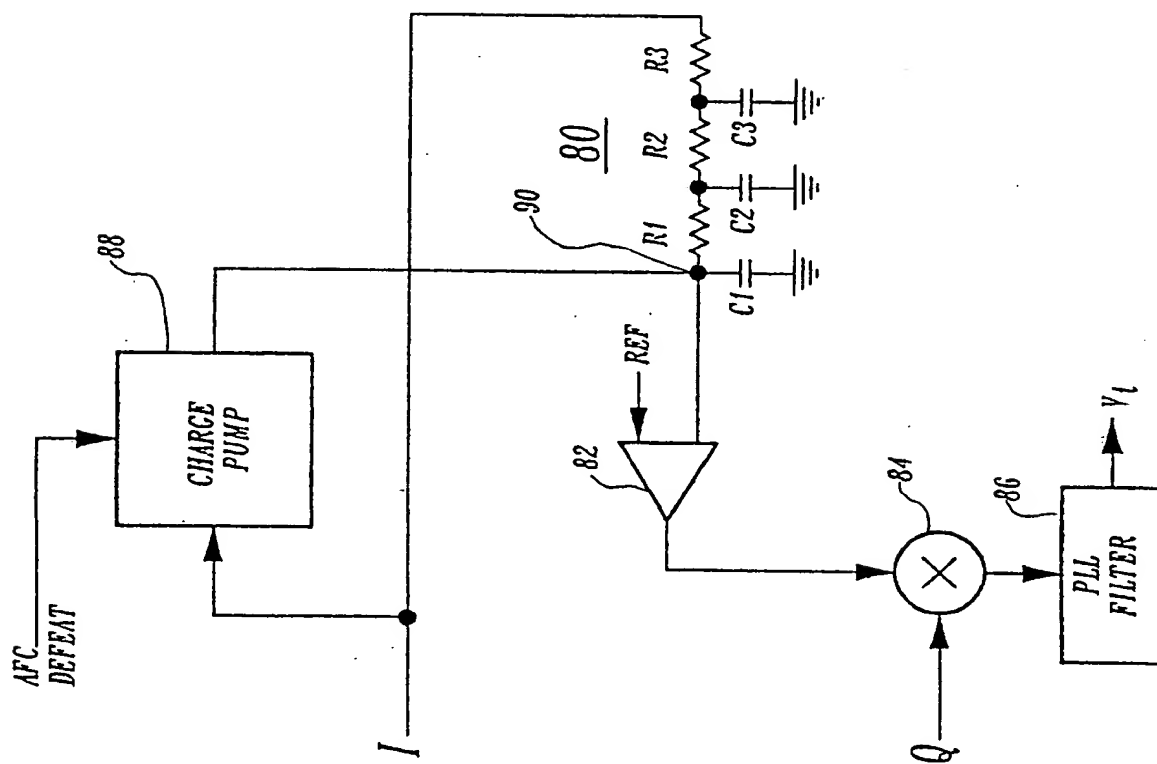 AFC
DEFEAT
CHARGE
PUMP
88
I
90
80
R1
R2
R3
C1
C2
C3
REF
82
84
Q
86
PLL
FILTER
Vt